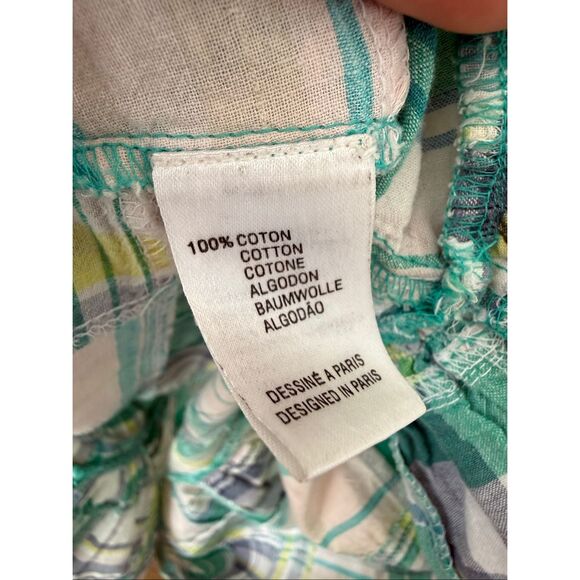 100% COTON
COTTON
COTONE
ALGODON
BAUMWOLLE
ALGODÃO
DESSINÉ A PARIS
DESIGNED IN PARIS